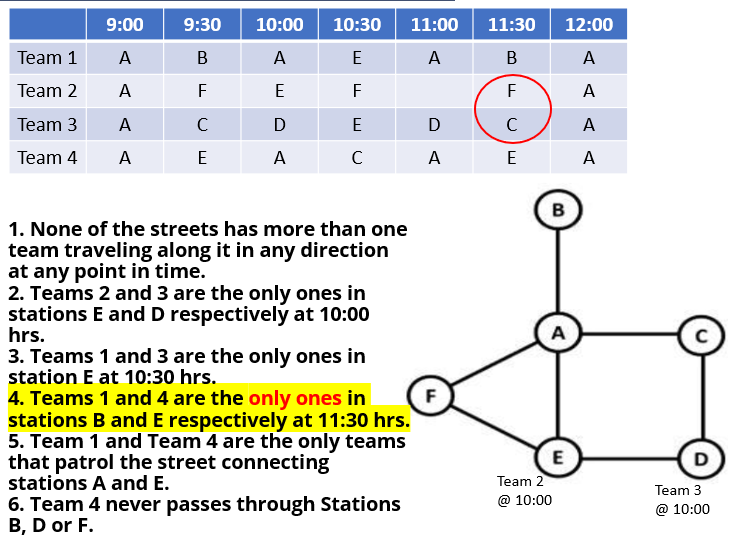 9:00 9:30 10:00 10:30 11:00 11:30 12:00
Team 1 A B A E A B A
Team 2 A F E F F A
Team 3 A C D E D C A
Team 4 A E A C A E A
1. None of the streets has more than one
team traveling along it in any direction
at any point in time.
2. Teams 2 and 3 are the only ones in
stations E and D respectively at 10:00
hrs.
3. Teams 1 and 3 are the only ones in
station E at 10:30 hrs.
4. Teams 1 and 4 are the only ones in
stations B and E respectively at 11:30 hrs.
5. Team 1 and Team 4 are the only teams
that patrol the street connecting
stations A and E.
6. Team 4 never passes through Stations
B, D or F.
B
A
C
F
E
D
Team 2
@ 10:00
Team 3
@ 10:00